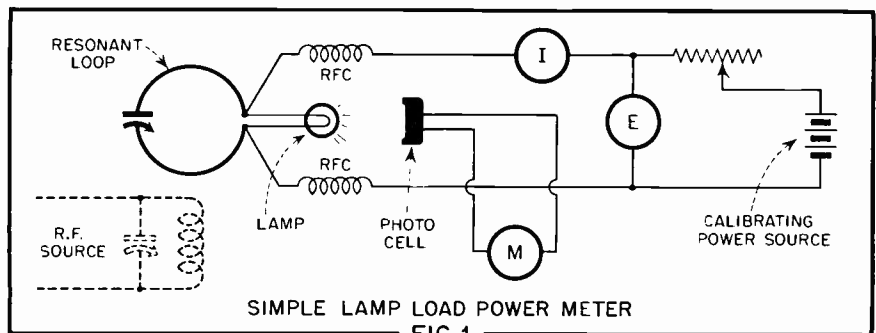 RESONANT
LOOP
RFC
I
E
RFC
LAMP
PHOTO
CELL
M
R.F.
SOURCE
CALIBRATING
POWER SOURCE
SIMPLE LAMP LOAD POWER METER
FIG.1